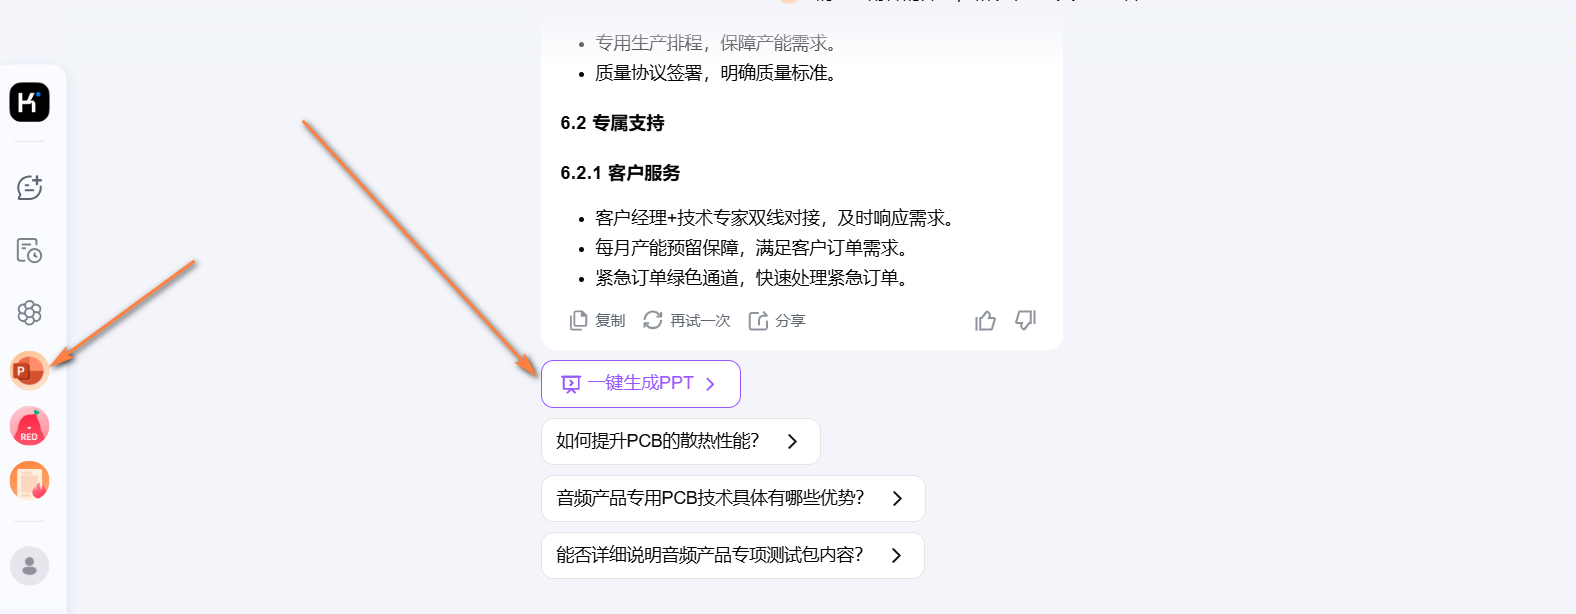 专用生产排程，保障产能需求。
质量协议签署，明确质量标准。
6.2 专属支持
6.2.1 客户服务
客户经理+技术专家双线对接，及时响应需求。
每月产能预留保障，满足客户订单需求。
紧急订单绿色通道，快速处理紧急订单。
复制 再试一次 分享
一键生成PPT
如何提升PCB的散热性能？
音频产品专用PCB技术具体有哪些优势？
能否详细说明音频产品专项测试包内容？
K
P
RED